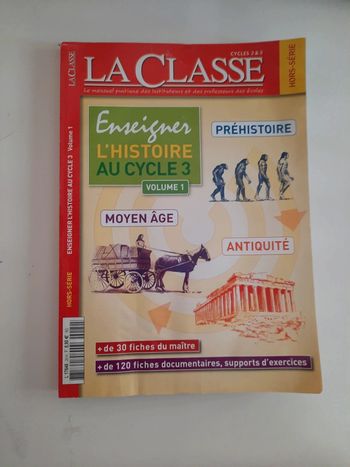 CYCLES 2 & 3
LA CLASSE
Le mensuel pratique des instituteurs et des professeurs des écoles
HORS-SÉRIE
Enseigner
L'HISTOIRE
AU CYCLE 3
VOLUME 1
PRÉHISTOIRE
MOYEN ÂGE
ANTIQUITÉ
+ de 30 fiches du maître
+ de 120 fiches documentaires, supports d'exercices
LA CLASSE
ENSEIGNER L'HISTOIRE AU CYCLE 3 Volume 1
HORS-SÉRIE